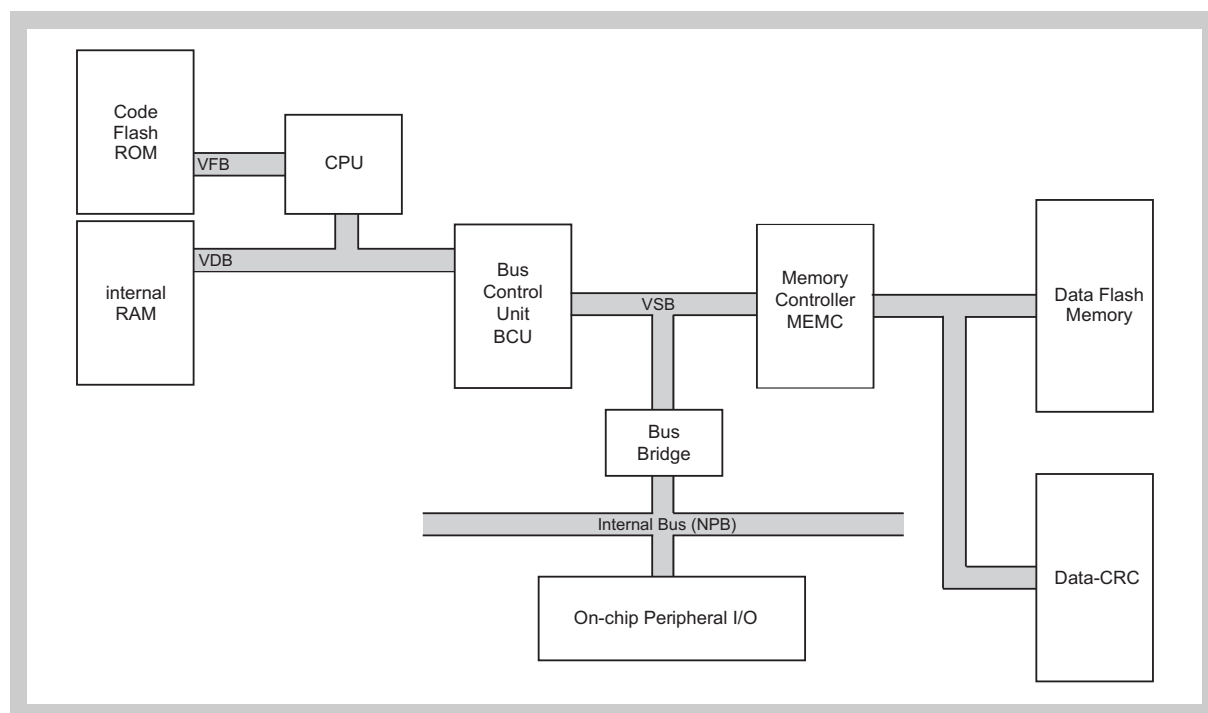 Code
Flash
ROM
VFB
CPU
internal
RAM
VDB
Bus
Control
Unit
BCU
VSB
Memory
Controller
MEMC
Data Flash
Memory
Bus
Bridge
Internal Bus (NPB)
On-chip Peripheral I/O
Data-CRC